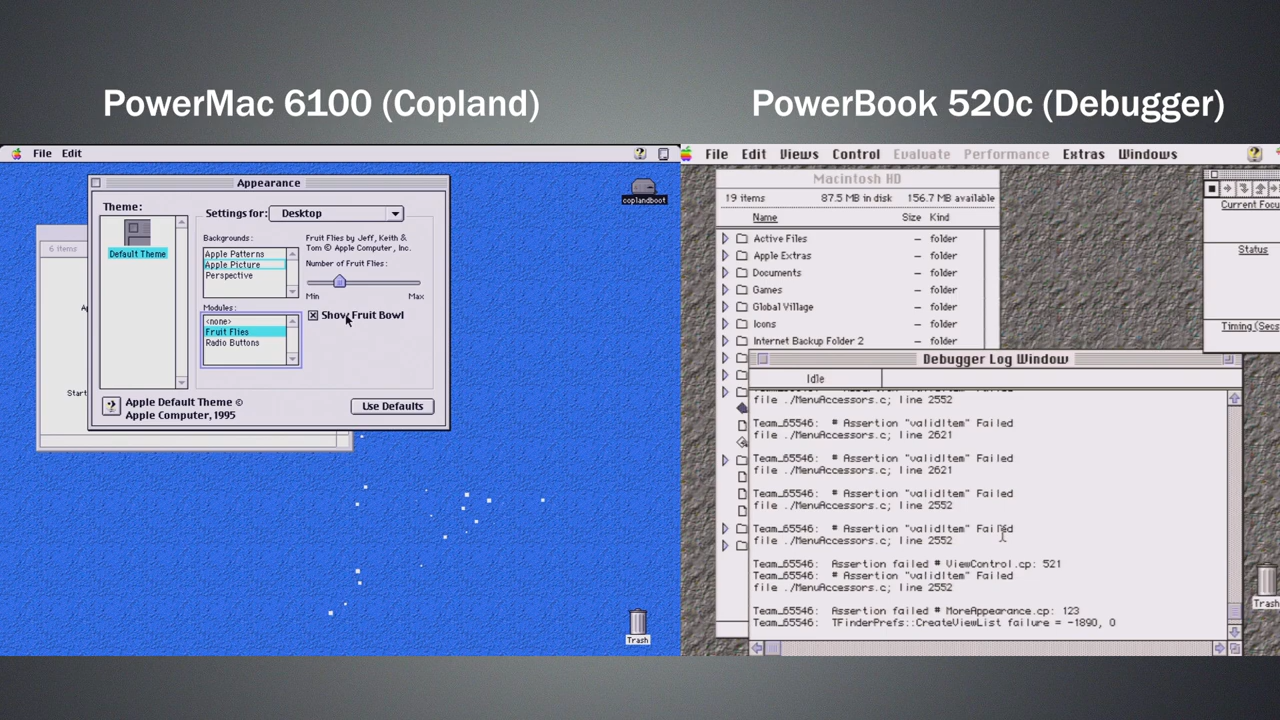 PowerMac 6100 (Copland)
PowerBook 520c (Debugger)
File Edit
coplandboot
6 items
Appearance
Theme:
Default Theme
Settings for: Desktop
Backgrounds:
Apple Patterns
Apple Picture
Perspective
Fruit Flies by Jeff, Keith &
Tom © Apple Computer, Inc.
Number of Fruit Flies:
Min Max
Modules:
<none>
Fruit Flies
Radio Buttons
Show Fruit Bowl
Start
Apple Default Theme ©
Apple Computer, 1995
Use Defaults
Trash
File Edit Views Control Evaluate Performance Extras Windows
Macintosh HD
19 items 87.5 MB in disk 156.7 MB available
Name Size Kind
Active Files – folder
Apple Extras – folder
Documents – folder
Games – folder
Global Village – folder
Icons – folder
Internet Backup Folder 2 – folder
Current Focu
Status
Timing (Secs
Debugger Log Window
Idle
file ./MenuAccessors.c; line 2552
Team_65546: # Assertion "validItem" Failed
file ./MenuAccessors.c; line 2621
Team_65546: # Assertion "validItem" Failed
file ./MenuAccessors.c; line 2621
Team_65546: # Assertion "validItem" Failed
file ./MenuAccessors.c; line 2552
Team_65546: # Assertion "validItem" Failed
file ./MenuAccessors.c; line 2552
Team_65546: Assertion failed # ViewControl.cp: 521
Team_65546: # Assertion "validItem" Failed
file ./MenuAccessors.c; line 2552
Team_65546: Assertion failed # MoreAppearance.cp: 123
Team_65546: TFinderPrefs::CreateViewList failure = -1890, 0
Trash